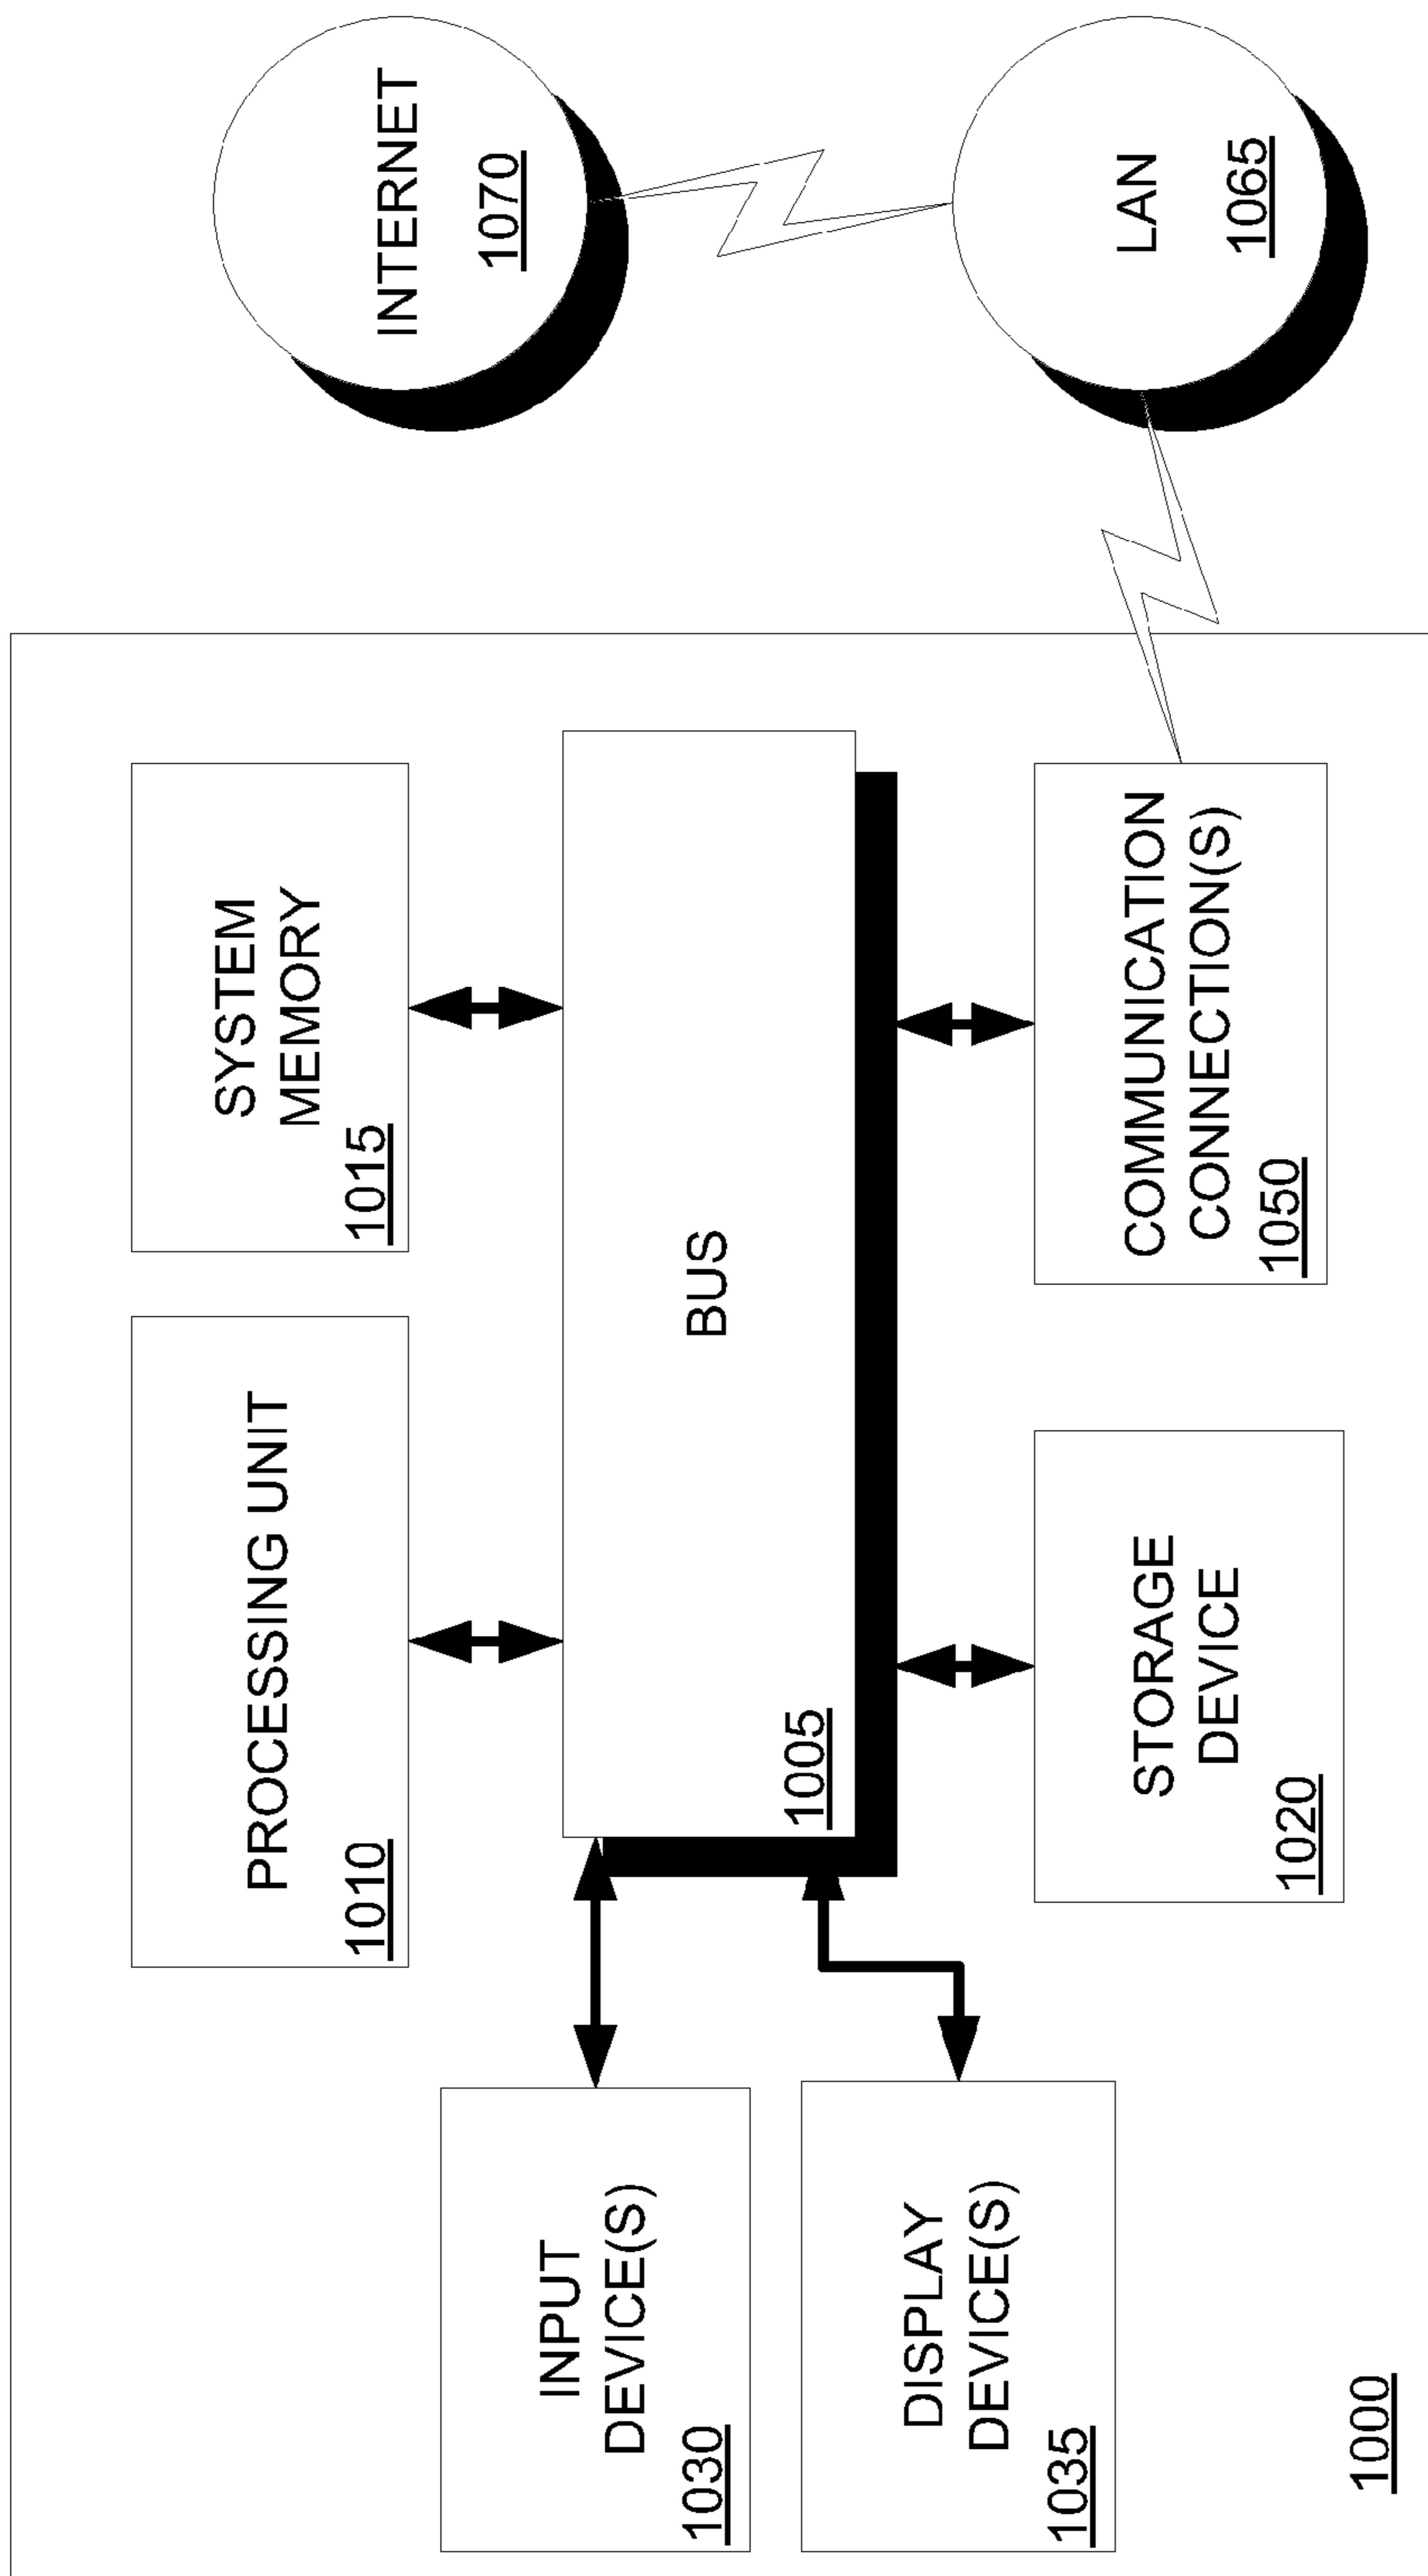 PROCESSING UNIT
1010
SYSTEM
MEMORY
1015
INTERNET
1070
INPUT
DEVICE(S)
1030
BUS
1005
DISPLAY
DEVICE(S)
1035
STORAGE
DEVICE
1020
COMMUNICATION
CONNECTION(S)
1050
LAN
1065
1000